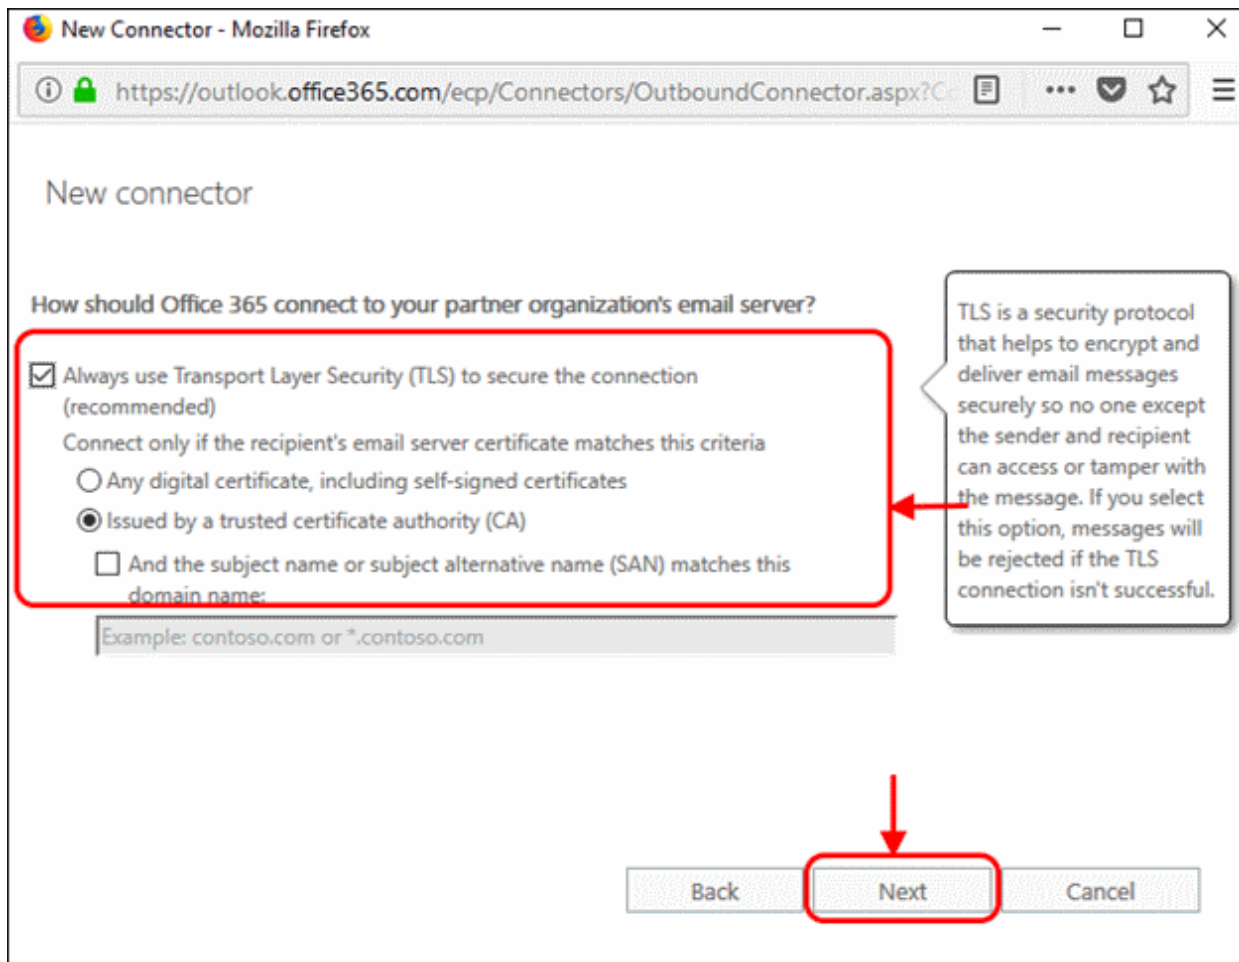 New Connector - Mozilla Firefox
https://outlook.office365.com/ecp/Connectors/OutboundConnector.aspx?
New connector
How should Office 365 connect to your partner organization's email server?
Always use Transport Layer Security (TLS) to secure the connection
(recommended)
Connect only if the recipient's email server certificate matches this criteria
Any digital certificate, including self-signed certificates
Issued by a trusted certificate authority (CA)
And the subject name or subject alternative name (SAN) matches this
domain name:
Example: contoso.com or *.contoso.com
TLS is a security protocol
that helps to encrypt and
deliver email messages
securely so no one except
the sender and recipient
can access or tamper with
the message. If you select
this option, messages will
be rejected if the TLS
connection isn't successful.
Back
Next
Cancel